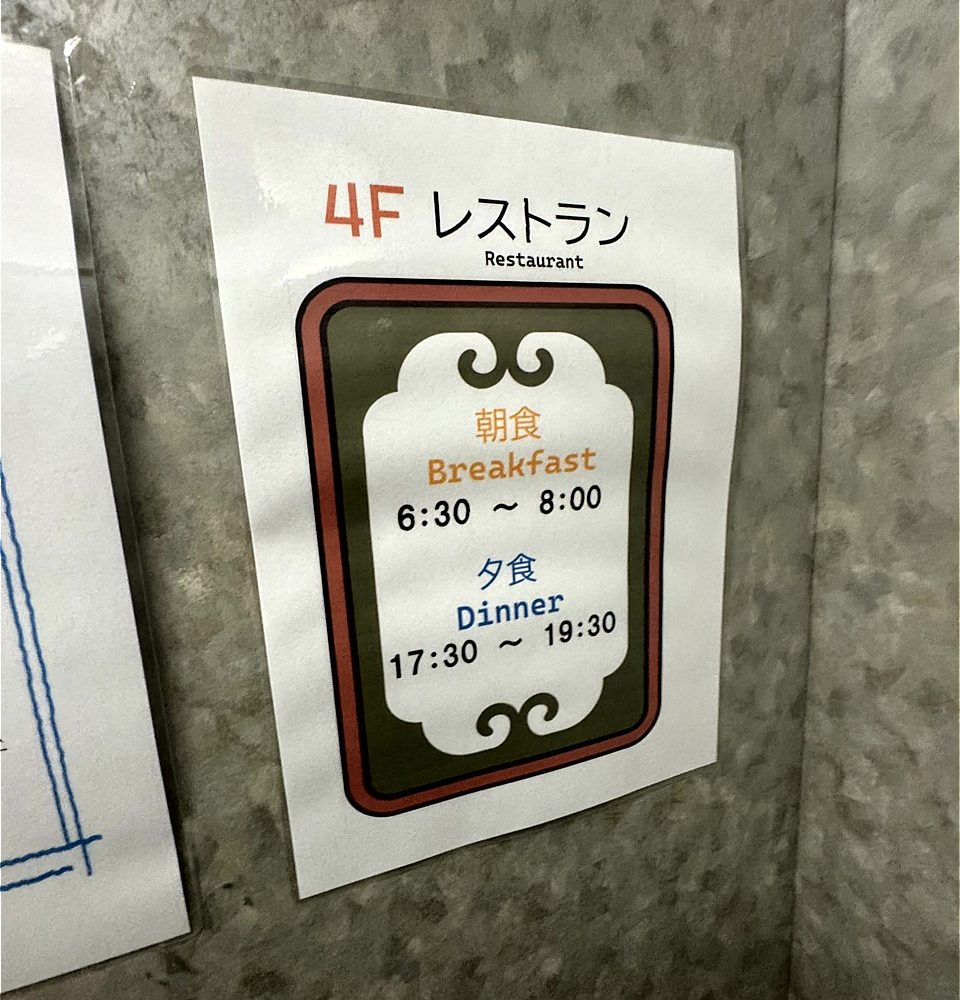 4F レストラン
Restaurant
朝食
Breakfast
6:30 ～ 8:00
夕食
Dinner
17:30 ～ 19:30